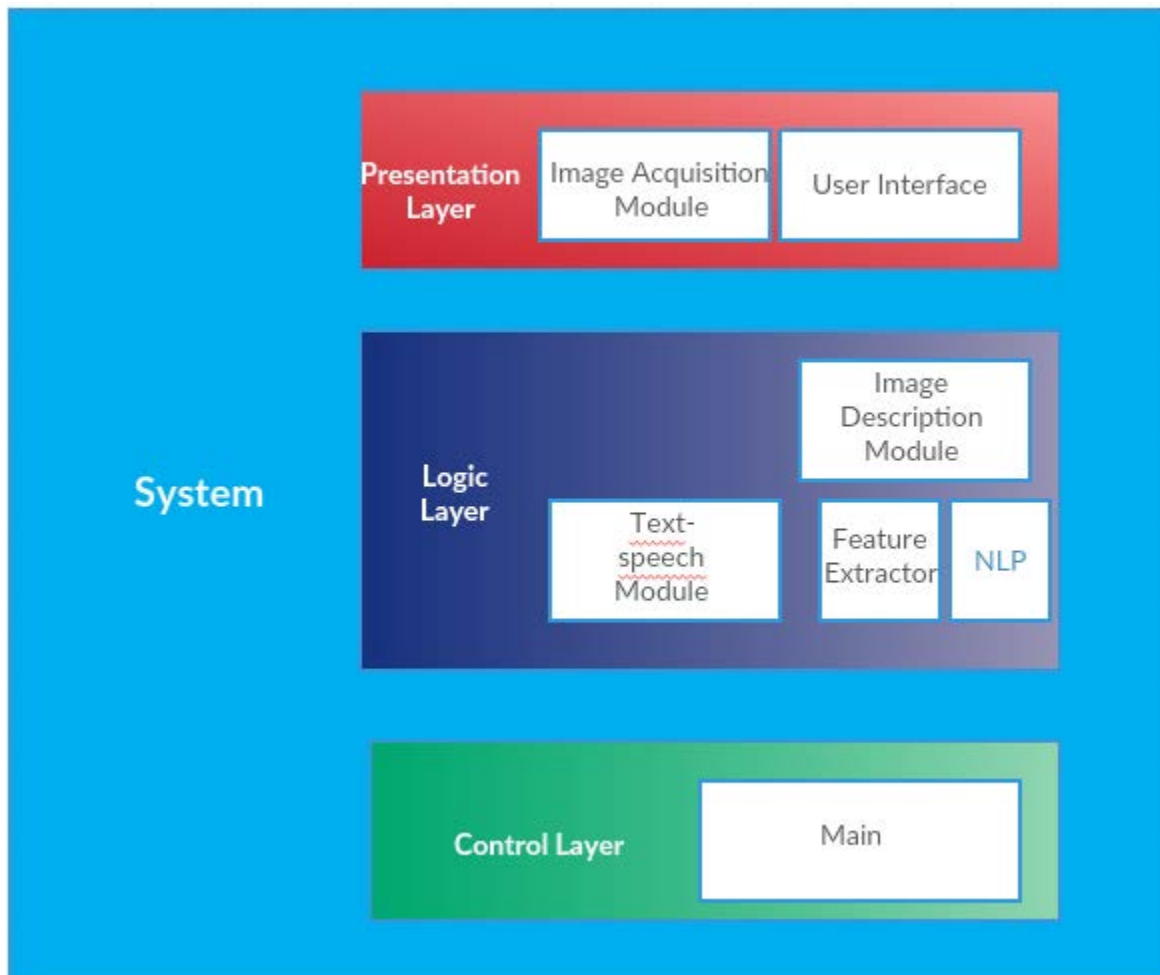 Presentation
Layer
Image Acquisition
Module
User Interface
System
Logic
Layer
Image
Description
Module
Text-
speech
Module
Feature
Extractor
NLP
Control Layer
Main